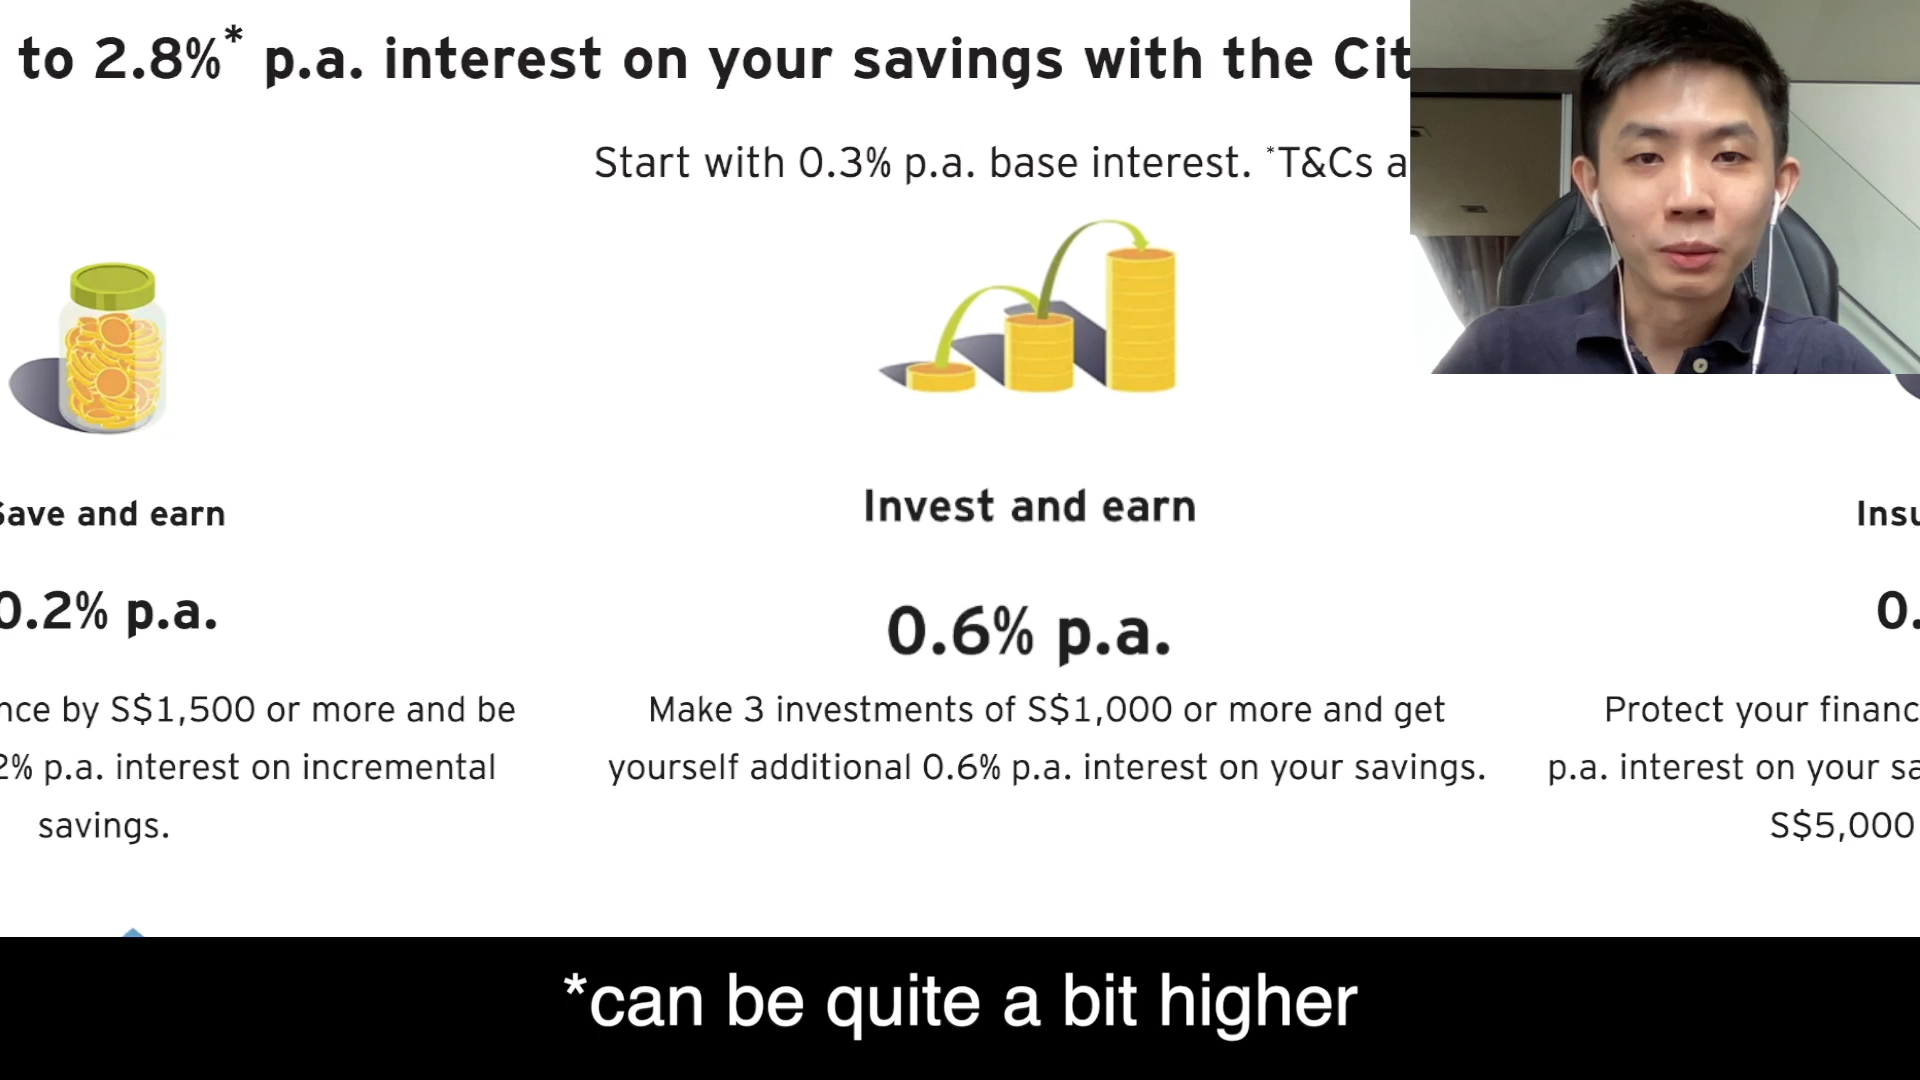 to 2.8%* p.a. interest on your savings with the Cit
Start with 0.3% p.a. base interest. *T&Cs a
Save and earn
Invest and earn
Insu
0.2% p.a.
0.6% p.a.
0.
nce by S$1,500 or more and be
Make 3 investments of S$1,000 or more and get
Protect your financ
2% p.a. interest on incremental
yourself additional 0.6% p.a. interest on your savings.
p.a. interest on your sa
savings.
S$5,000
*can be quite a bit higher